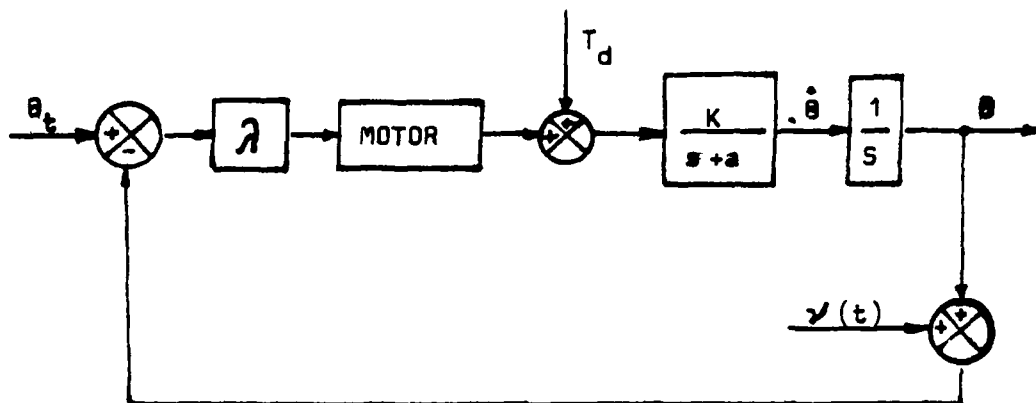 T_d
θ_t
+
-
λ
MOTOR
+
+
K
s + a
θ̇
1
S
θ
ν(t)
+
+